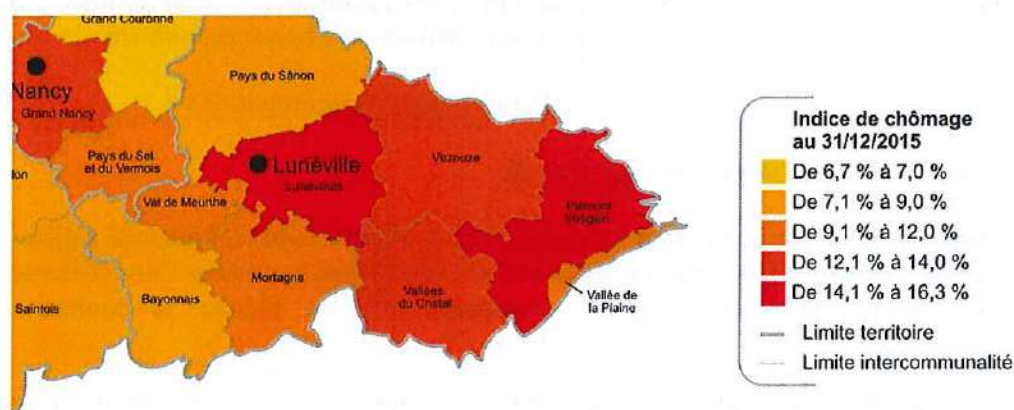 Grand Couronné
Pays du Sânon
Nancy
Grand Nancy
Pays du Sel
et du Vermois
Lunéville
Lunévillois
Vezouze
Val de Meurthe
Piémont
Vosgien
Mortagne
Vallées
du Cristal
Bayonnais
Saintois
Vallée de
la Plaine
Indice de chômage
au 31/12/2015
De 6,7 % à 7,0 %
De 7,1 % à 9,0 %
De 9,1 % à 12,0 %
De 12,1 % à 14,0 %
De 14,1 % à 16,3 %
Limite territoire
Limite intercommunalité